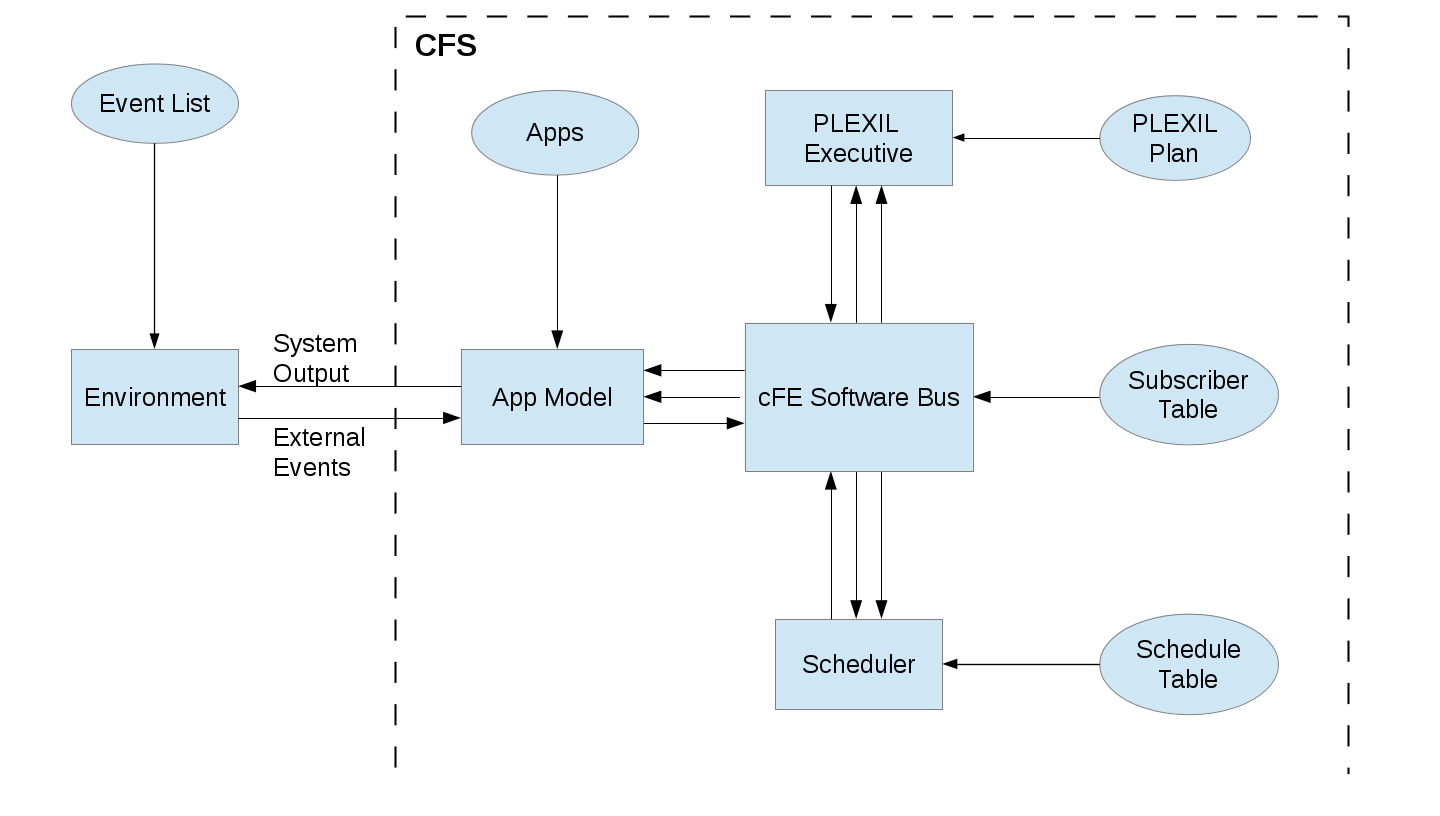 CFS
Event List
Apps
PLEXIL
Executive
PLEXIL
Plan
System
Output
Environment
External
Events
App Model
cFE Software Bus
Subscriber
Table
Scheduler
Schedule
Table